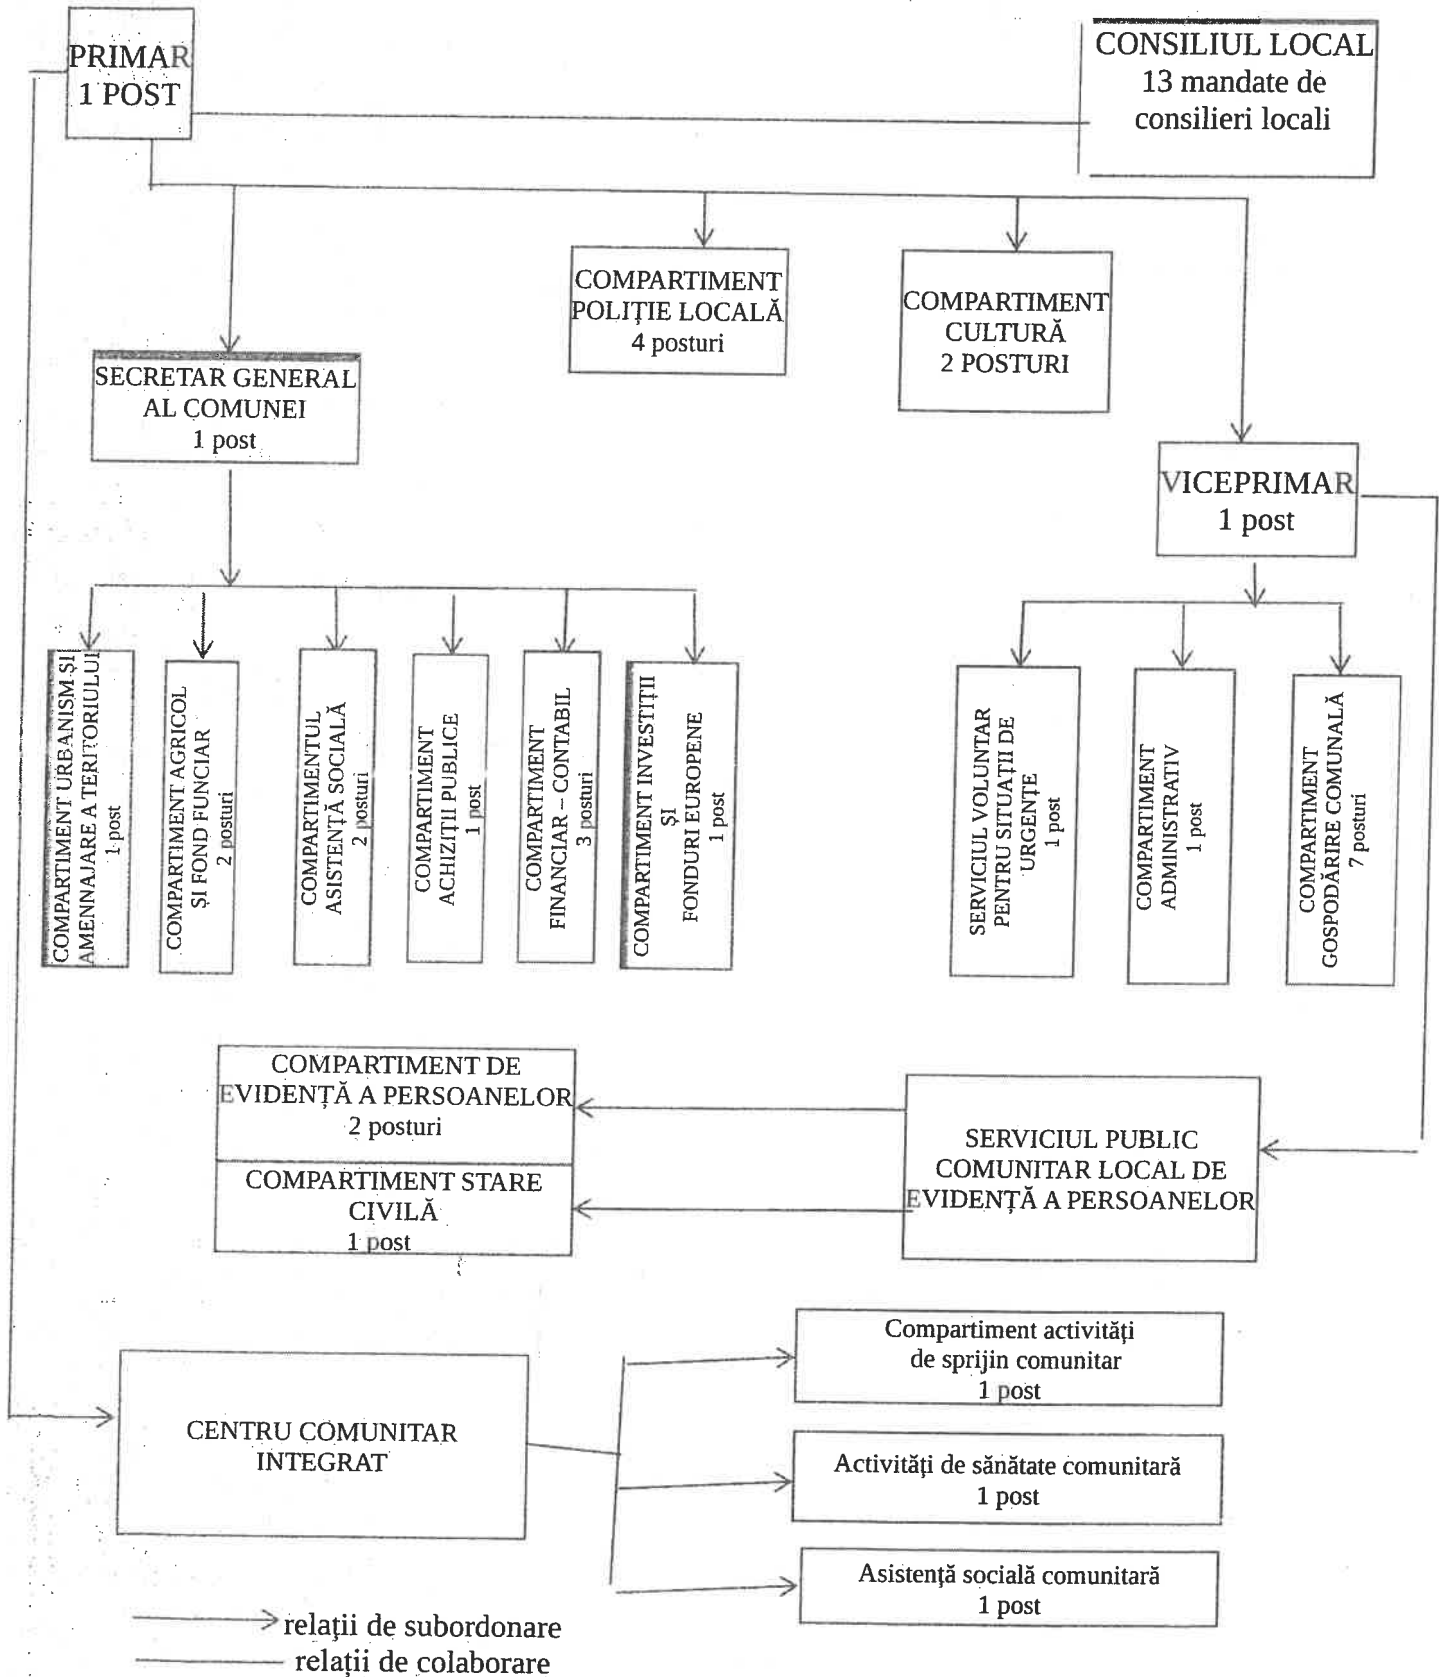 PRIMAR
1 POST
CONSILIUL LOCAL
13 mandate de
consilieri locali
COMPARTIMENT
POLIȚIE LOCALĂ
4 posturi
COMPARTIMENT
CULTURĂ
2 POSTURI
SECRETAR GENERAL
AL COMUNEI
1 post
VICEPRIMAR
1 post
COMPARTIMENT URBANISM ȘI
AMENNAJARE A TERITORIULUI
1 post
COMPARTIMENT AGRICOL
ȘI FOND FUNCIAR
2 posturi
COMPARTIMENTUL
ASISTENȚĂ SOCIALĂ
2 posturi
COMPARTIMENT
ACHIZIȚII PUBLICE
1 post
COMPARTIMENT
FINANCIAR – CONTABIL
3 posturi
COMPARTIMENT INVESTIȚII
ȘI
FONDURI EUROPENE
1 post
SERVICIUL VOLUNTAR
PENTRU SITUAȚII DE
URGENȚE
1 post
COMPARTIMENT
ADMINISTRATIV
1 post
COMPARTIMENT
GOSPODĂRIRE COMUNALĂ
7 posturi
COMPARTIMENT DE
EVIDENȚĂ A PERSOANELOR
2 posturi
COMPARTIMENT STARE
CIVILĂ
1 post
SERVICIUL PUBLIC
COMUNITAR LOCAL DE
EVIDENȚĂ A PERSOANELOR
CENTRU COMUNITAR
INTEGRAT
Compartiment activități
de sprijin comunitar
1 post
Activități de sănătate comunitară
1 post
Asistență socială comunitară
1 post
relații de subordonare
relații de colaborare